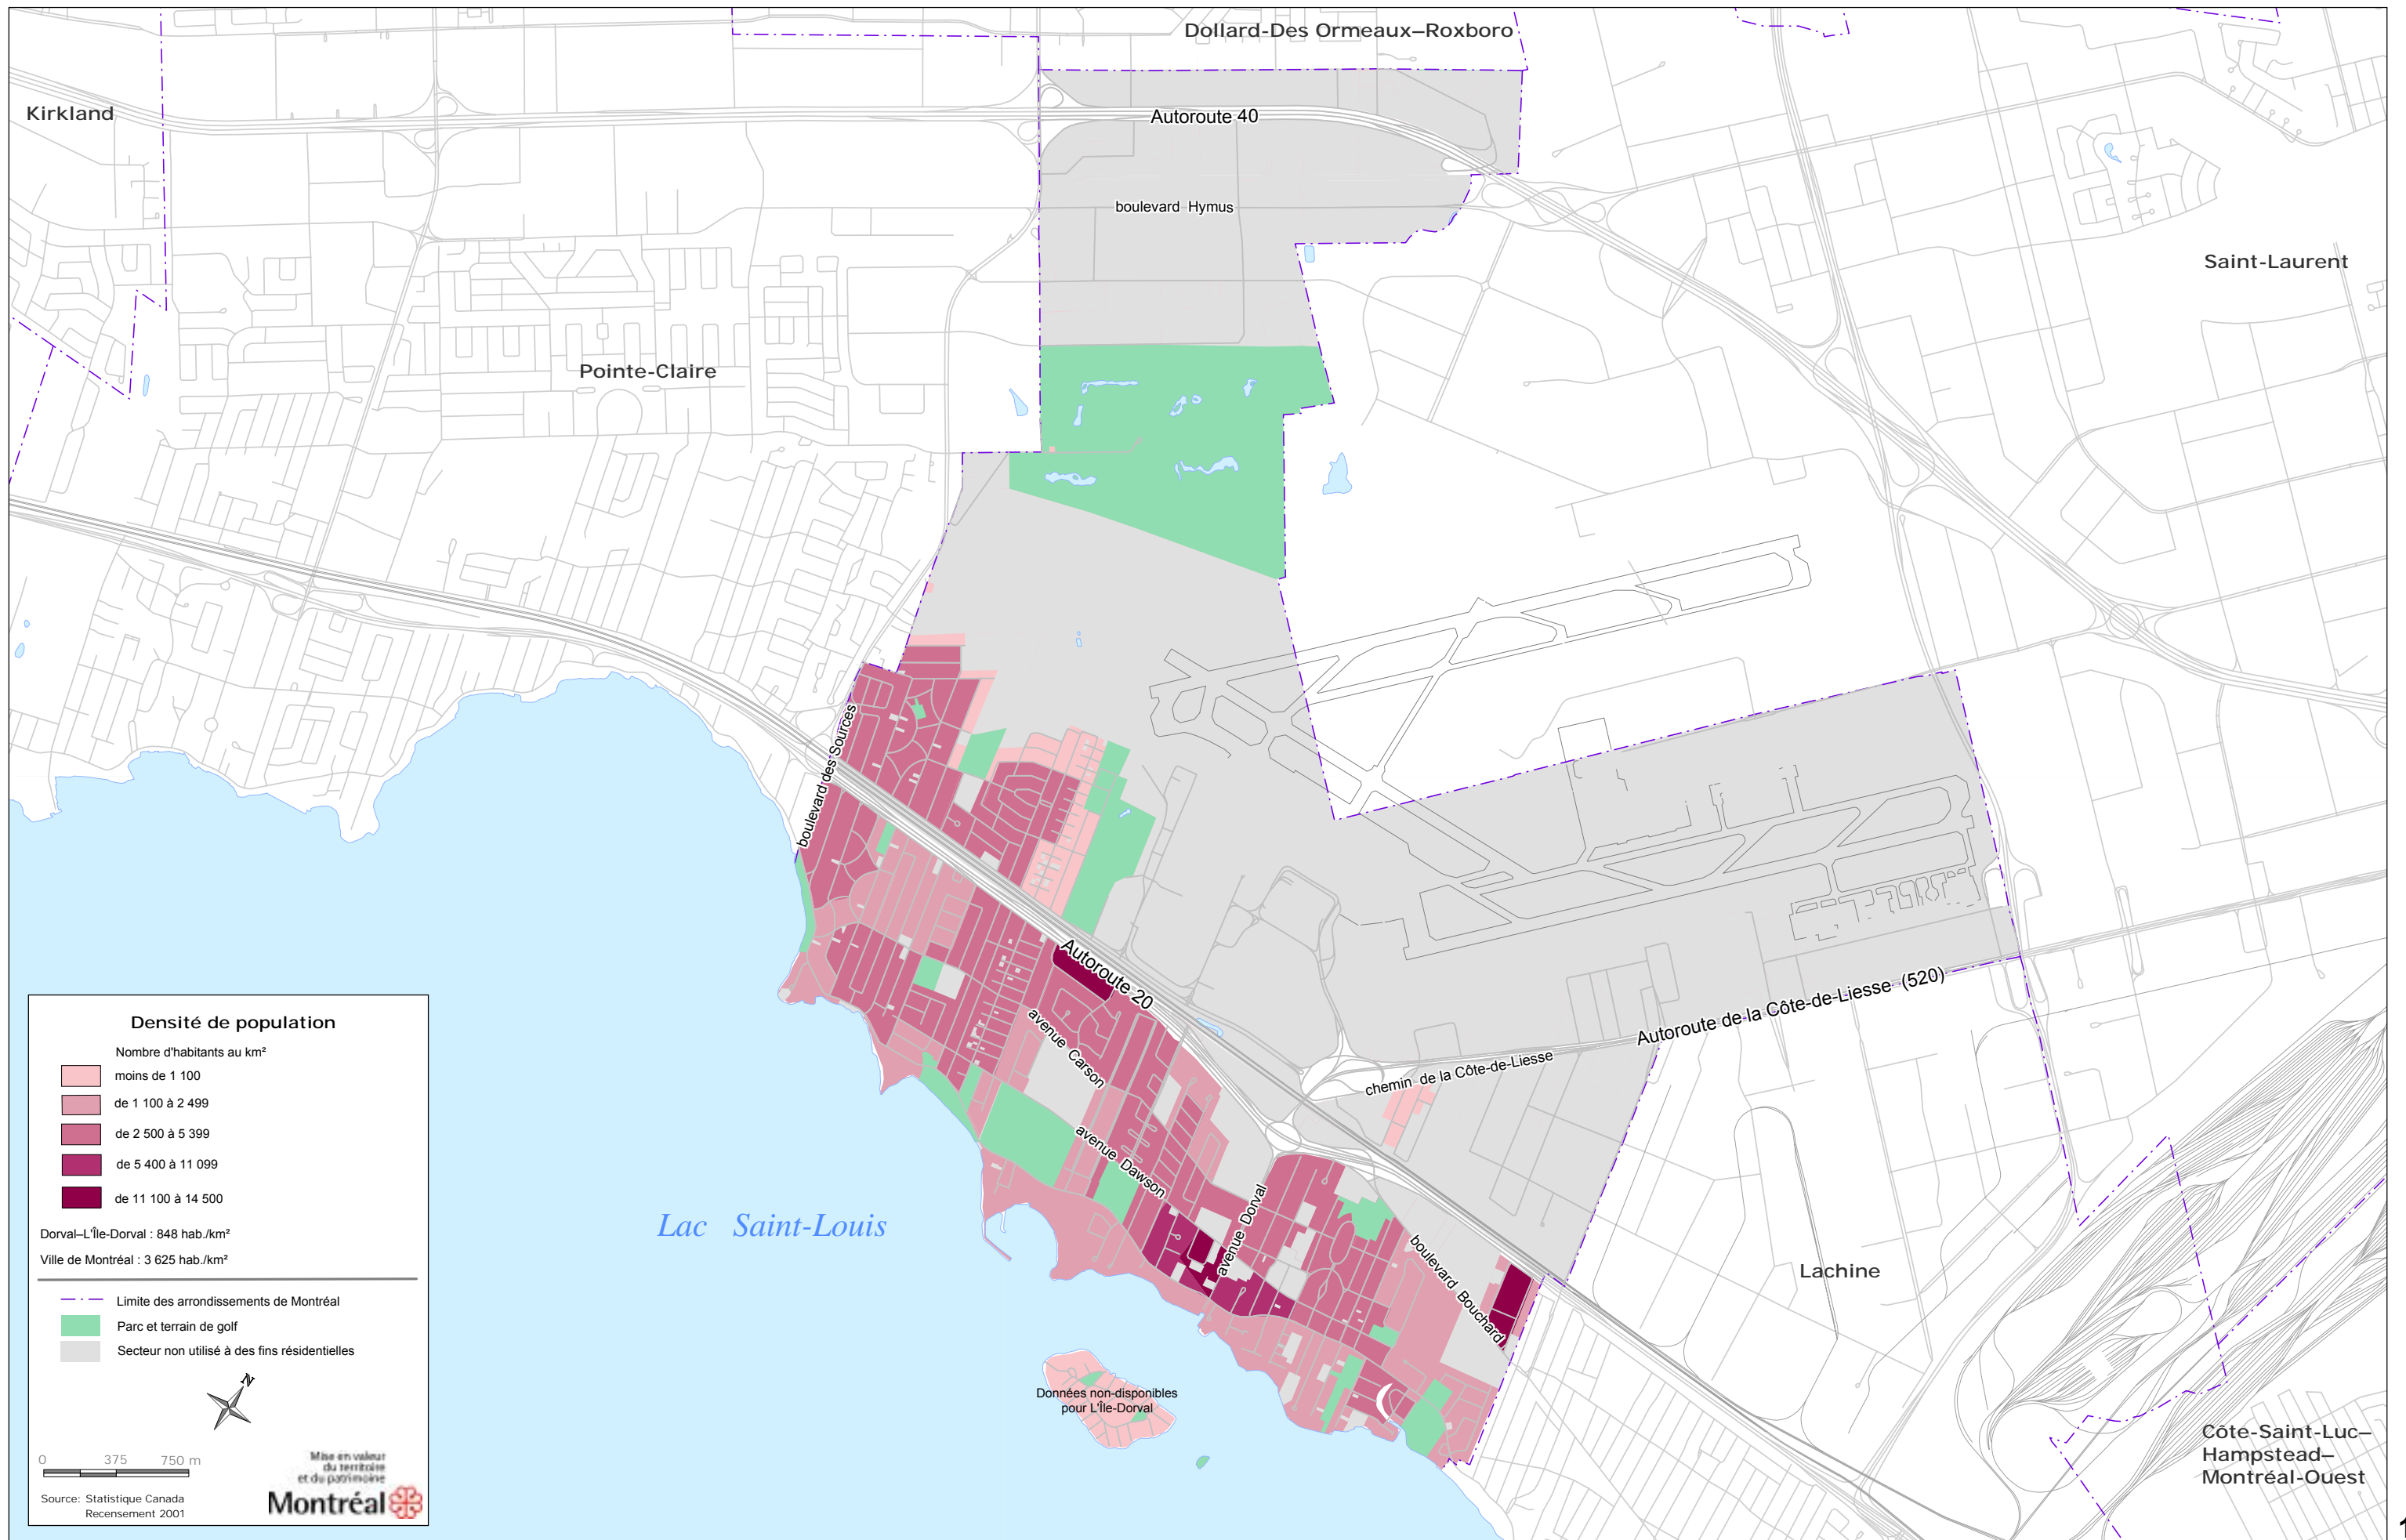 Dollard-Des Ormeaux–Roxboro
Kirkland
Autoroute 40
boulevard Hymus
Saint-Laurent
Pointe-Claire
boulevard des Sources
Autoroute 20
avenue Carson
Autoroute de la Côte-de-Liesse (520)
chemin de la Côte-de-Liesse
avenue Dawson
avenue Dorval
boulevard Bouchard
Lac Saint-Louis
Lachine
Données non-disponibles
pour L'Île-Dorval
Côte-Saint-Luc–
Hampstead–
Montréal-Ouest
Densité de population
Nombre d'habitants au km²
moins de 1 100
de 1 100 à 2 499
de 2 500 à 5 399
de 5 400 à 11 099
de 11 100 à 14 500
Dorval–L'Île-Dorval : 848 hab./km²
Ville de Montréal : 3 625 hab./km²
Limite des arrondissements de Montréal
Parc et terrain de golf
Secteur non utilisé à des fins résidentielles
N
0 375 750 m
Mise en valeur
du territoire
et du patrimoine
Montréal
Source: Statistique Canada
Recensement 2001